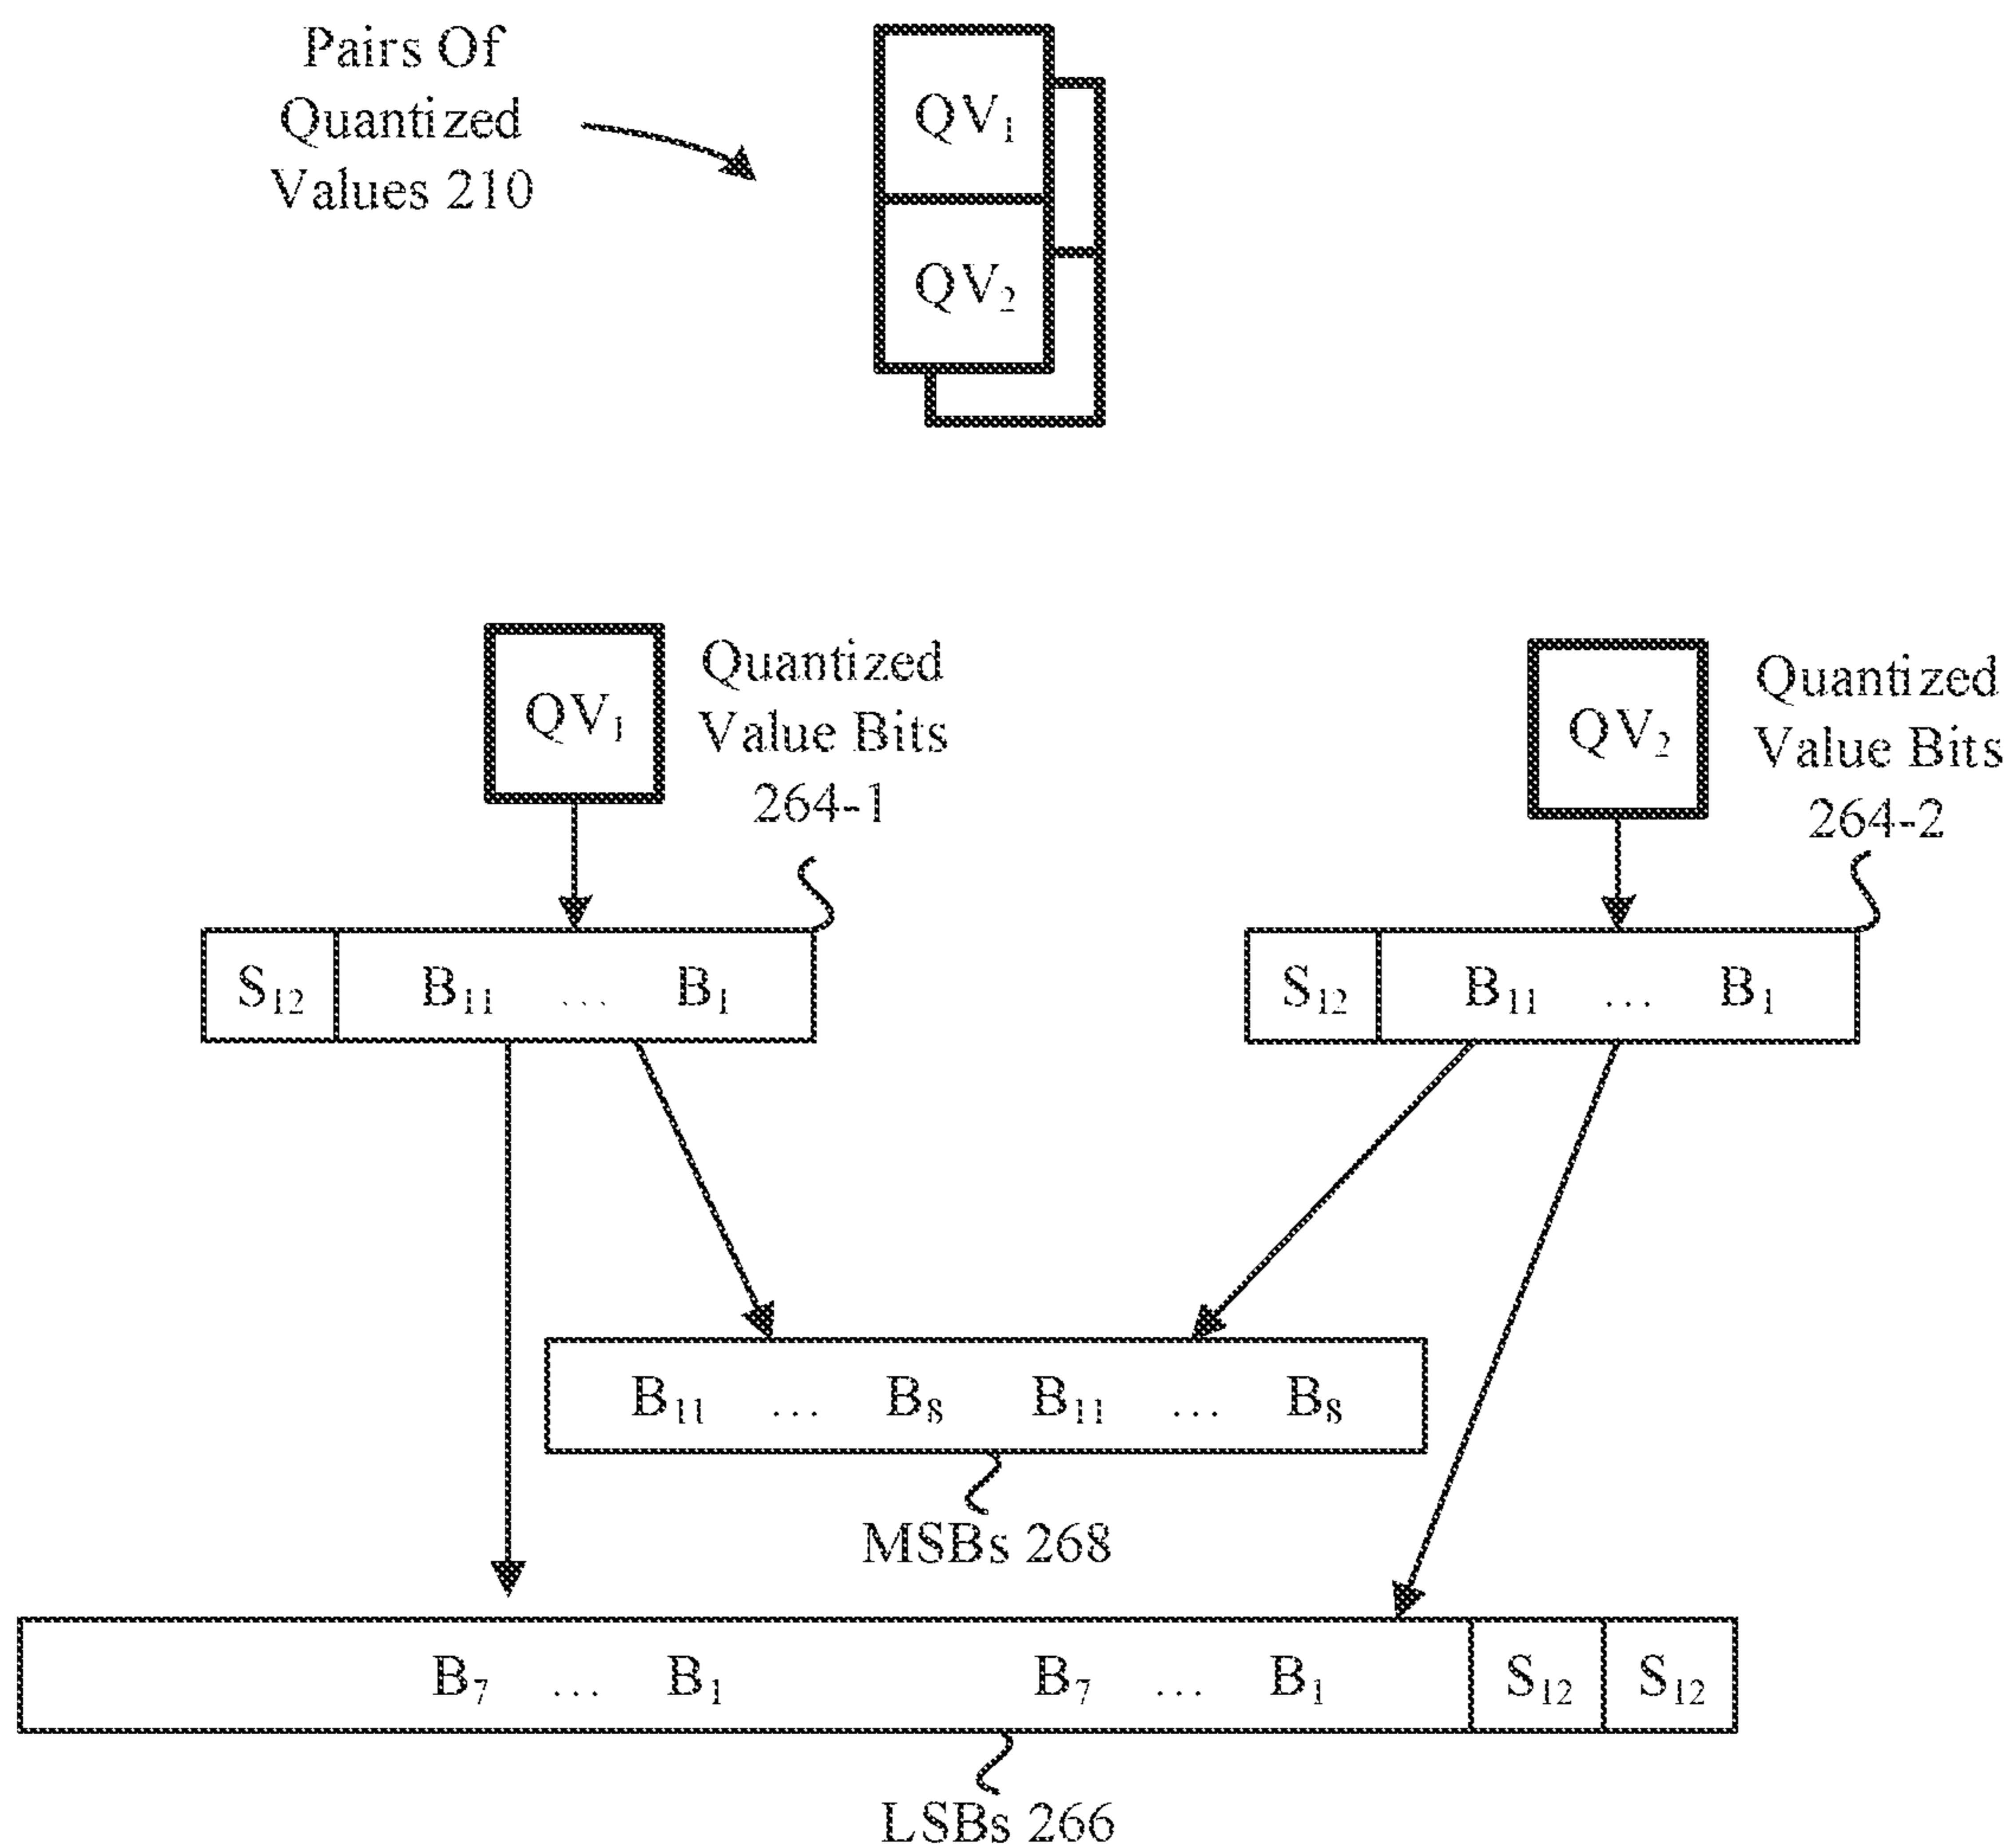 Pairs Of
Quantized
Values 210
QV₁
QV₂
QV₁
Quantized
Value Bits
264-1
QV₂
Quantized
Value Bits
264-2
S₁₂ B₁₁ ... B₁
S₁₂ B₁₁ ... B₁
B₁₁ ... B₈ B₁₁ ... B₈
MSBs 268
B₇ ... B₁ B₇ ... B₁ S₁₂ S₁₂
LSBs 266